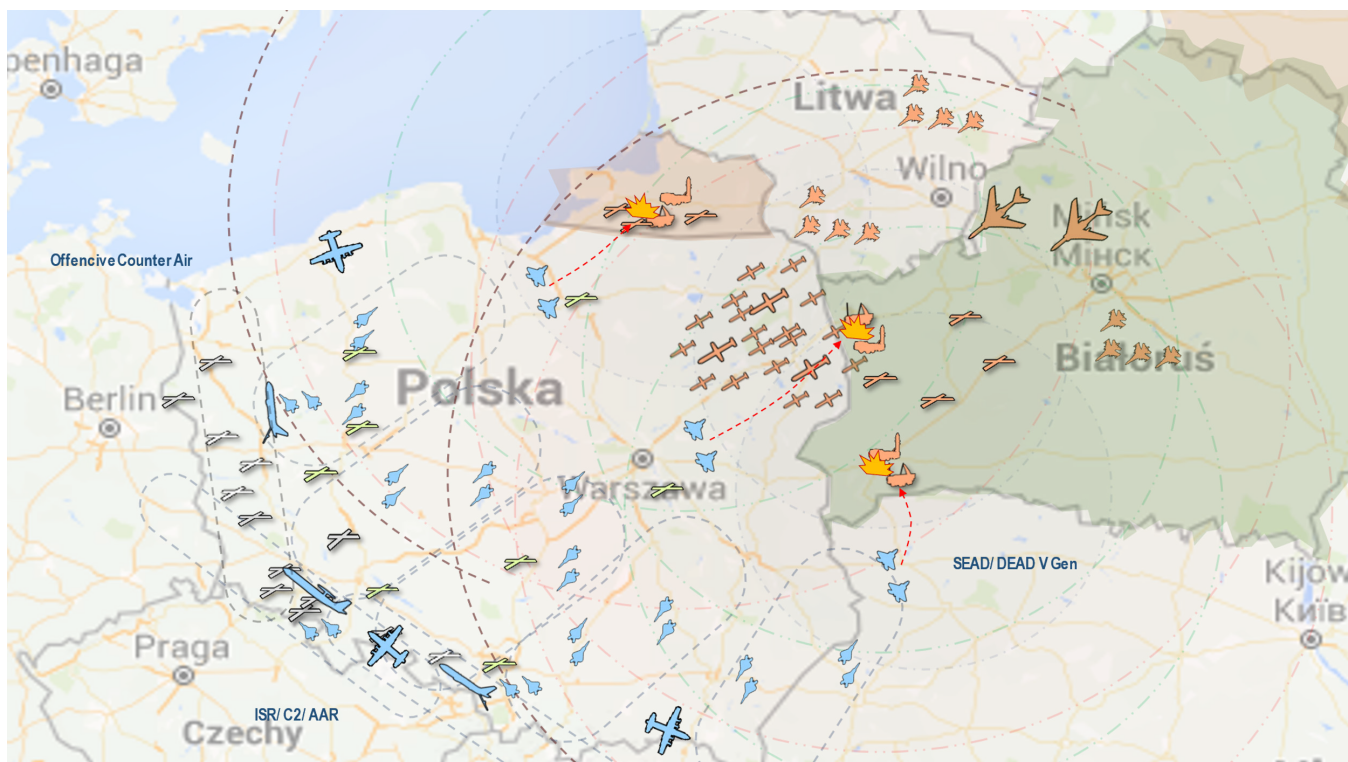 penhaga
Litwa
Wilno
Mińsk
Мінск
Offencive Counter Air
Białoruś
Polska
Berlin
Warszawa
SEAD/ DEAD V Gen
Kijów
Київ
Praga
ISR/ C2/ AAR
Czechy